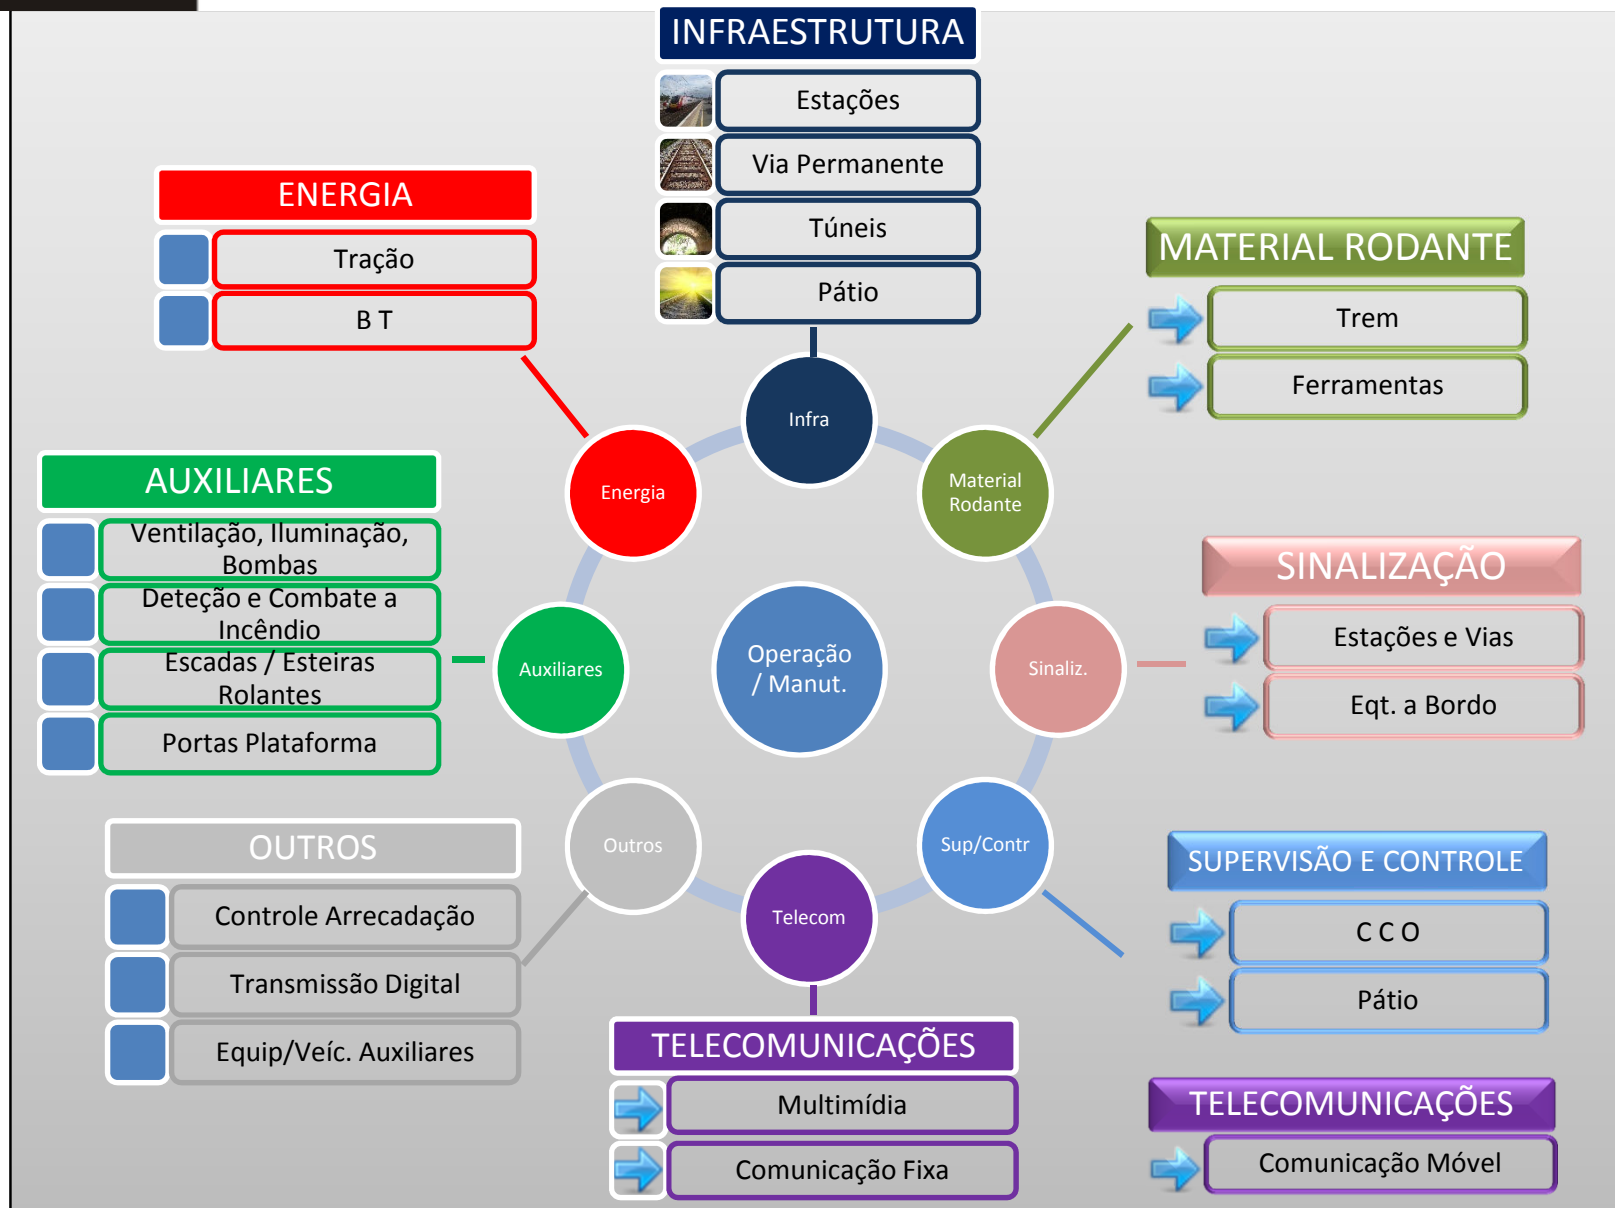 INFRAESTRUTURA
Estações
Via Permanente
Túneis
Pátio
ENERGIA
Tração
B T
MATERIAL RODANTE
Trem
Ferramentas
AUXILIARES
Ventilação, Iluminação,
Bombas
Deteção e Combate a
Incêndio
Escadas / Esteiras
Rolantes
Portas Plataforma
SINALIZAÇÃO
Estações e Vias
Eqt. a Bordo
Infra
Energia
Material
Rodante
Auxiliares
Operação
/ Manut.
Sinaliz.
Outros
Sup/Contr
Telecom
OUTROS
Controle Arrecadação
Transmissão Digital
Equip/Veíc. Auxiliares
SUPERVISÃO E CONTROLE
C C O
Pátio
TELECOMUNICAÇÕES
Multimídia
Comunicação Fixa
TELECOMUNICAÇÕES
Comunicação Móvel